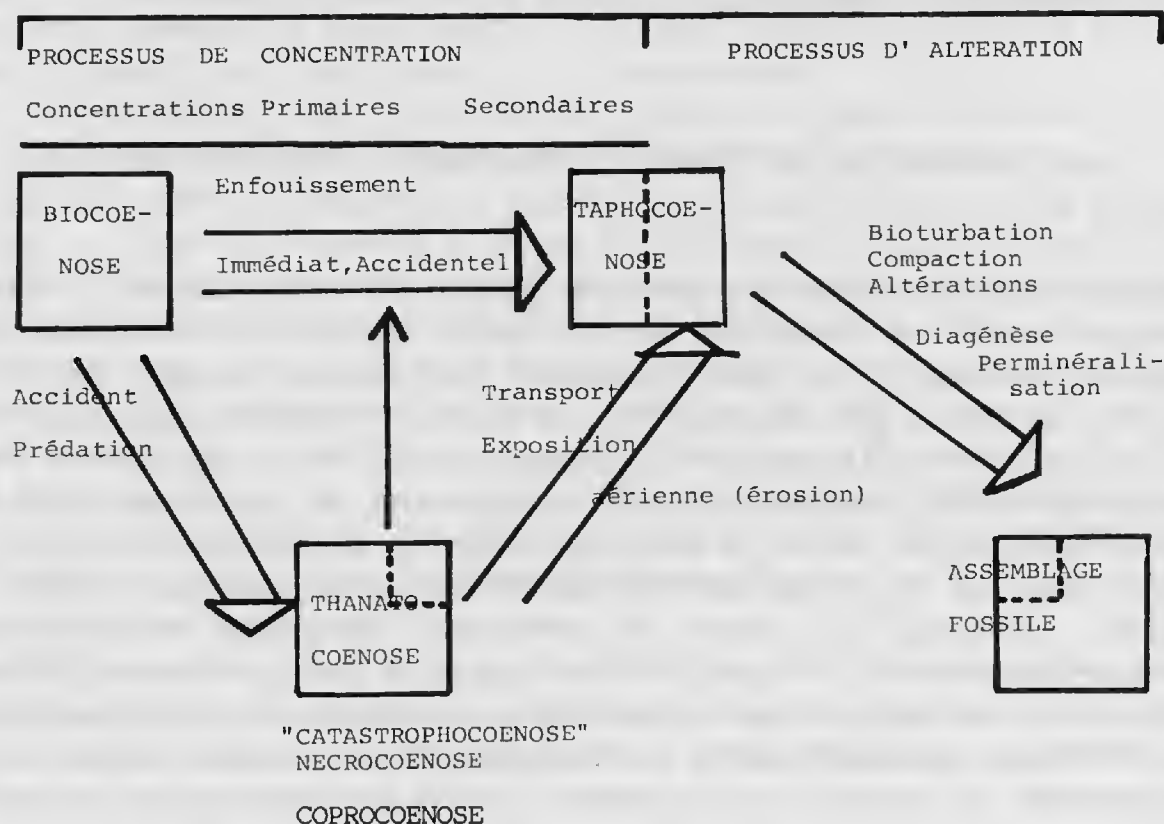 PROCESSUS DE CONCENTRATION
PROCESSUS D' ALTERATION
Concentrations Primaires Secondaires
BIOCOE-
NOSE
Enfouissement
Immédiat,Accidentel
TAPHOCOE-
NOSE
Bioturbation
Compaction
Altérations
Diagénèse
Perminérali-
sation
Accident
Prédation
Transport
Exposition
aérienne (érosion)
THANATO
COENOSE
ASSEMBLAGE
FOSSILE
"CATASTROPHOCOENOSE"
NECROCOENOSE
COPROCOENOSE